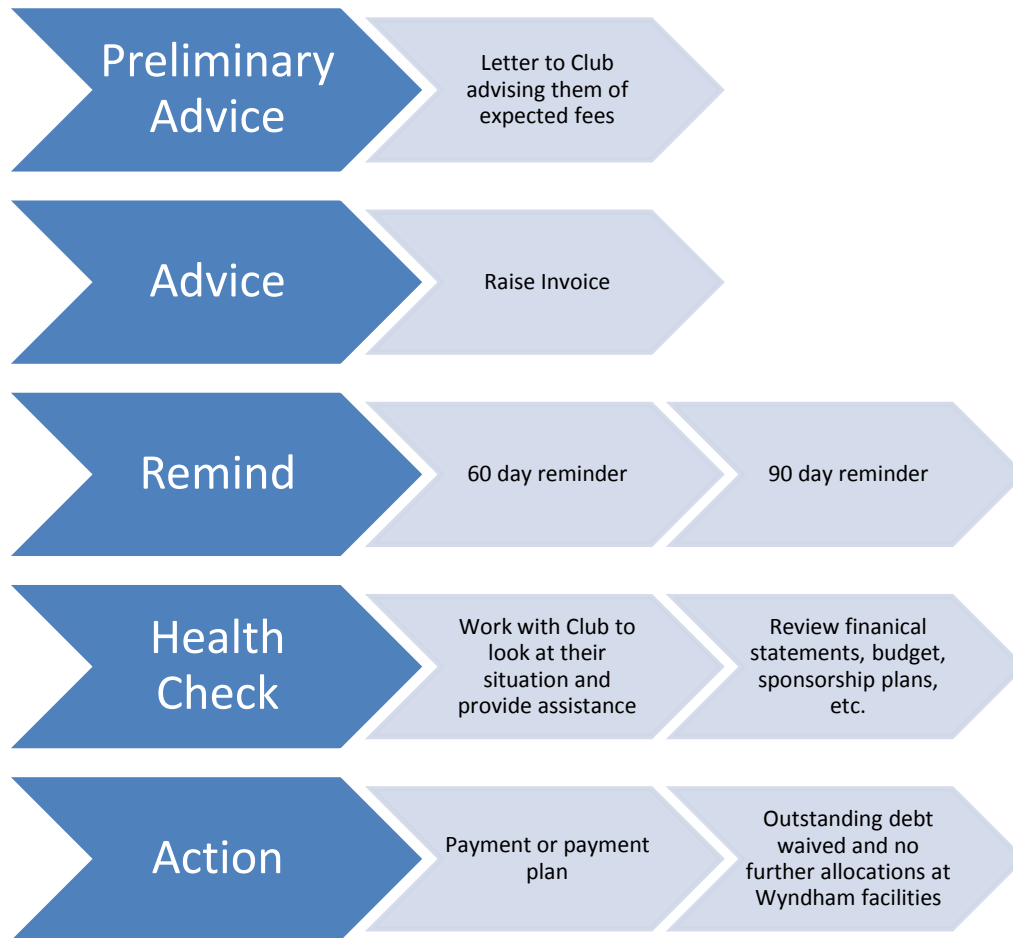 Preliminary
Advice
Letter to Club
advising them of
expected fees
Advice
Raise Invoice
Remind
60 day reminder
90 day reminder
Health
Check
Work with Club to
look at their
situation and
provide assistance
Review finanical
statements, budget,
sponsorship plans,
etc.
Action
Payment or payment
plan
Outstanding debt
waived and no
further allocations at
Wyndham facilities